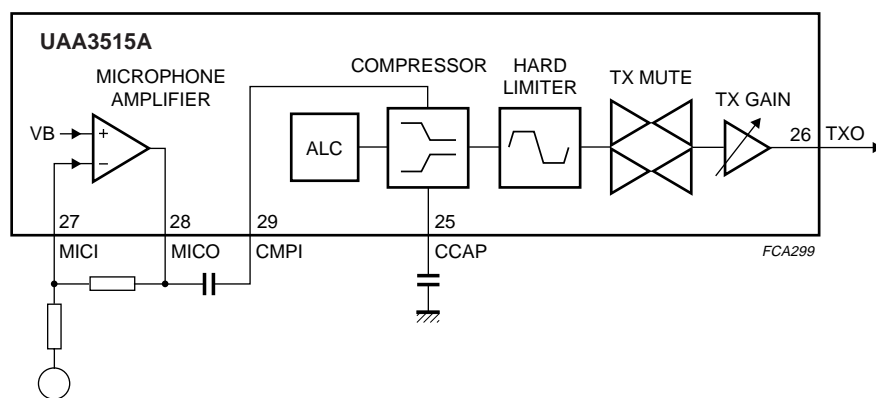 UAA3515A
MICROPHONE
AMPLIFIER
COMPRESSOR
HARD
LIMITER
TX MUTE
TX GAIN
VB
+
−
ALC
26
TXO
27
28
29
25
MICI
MICO
CMPI
CCAP
FCA299